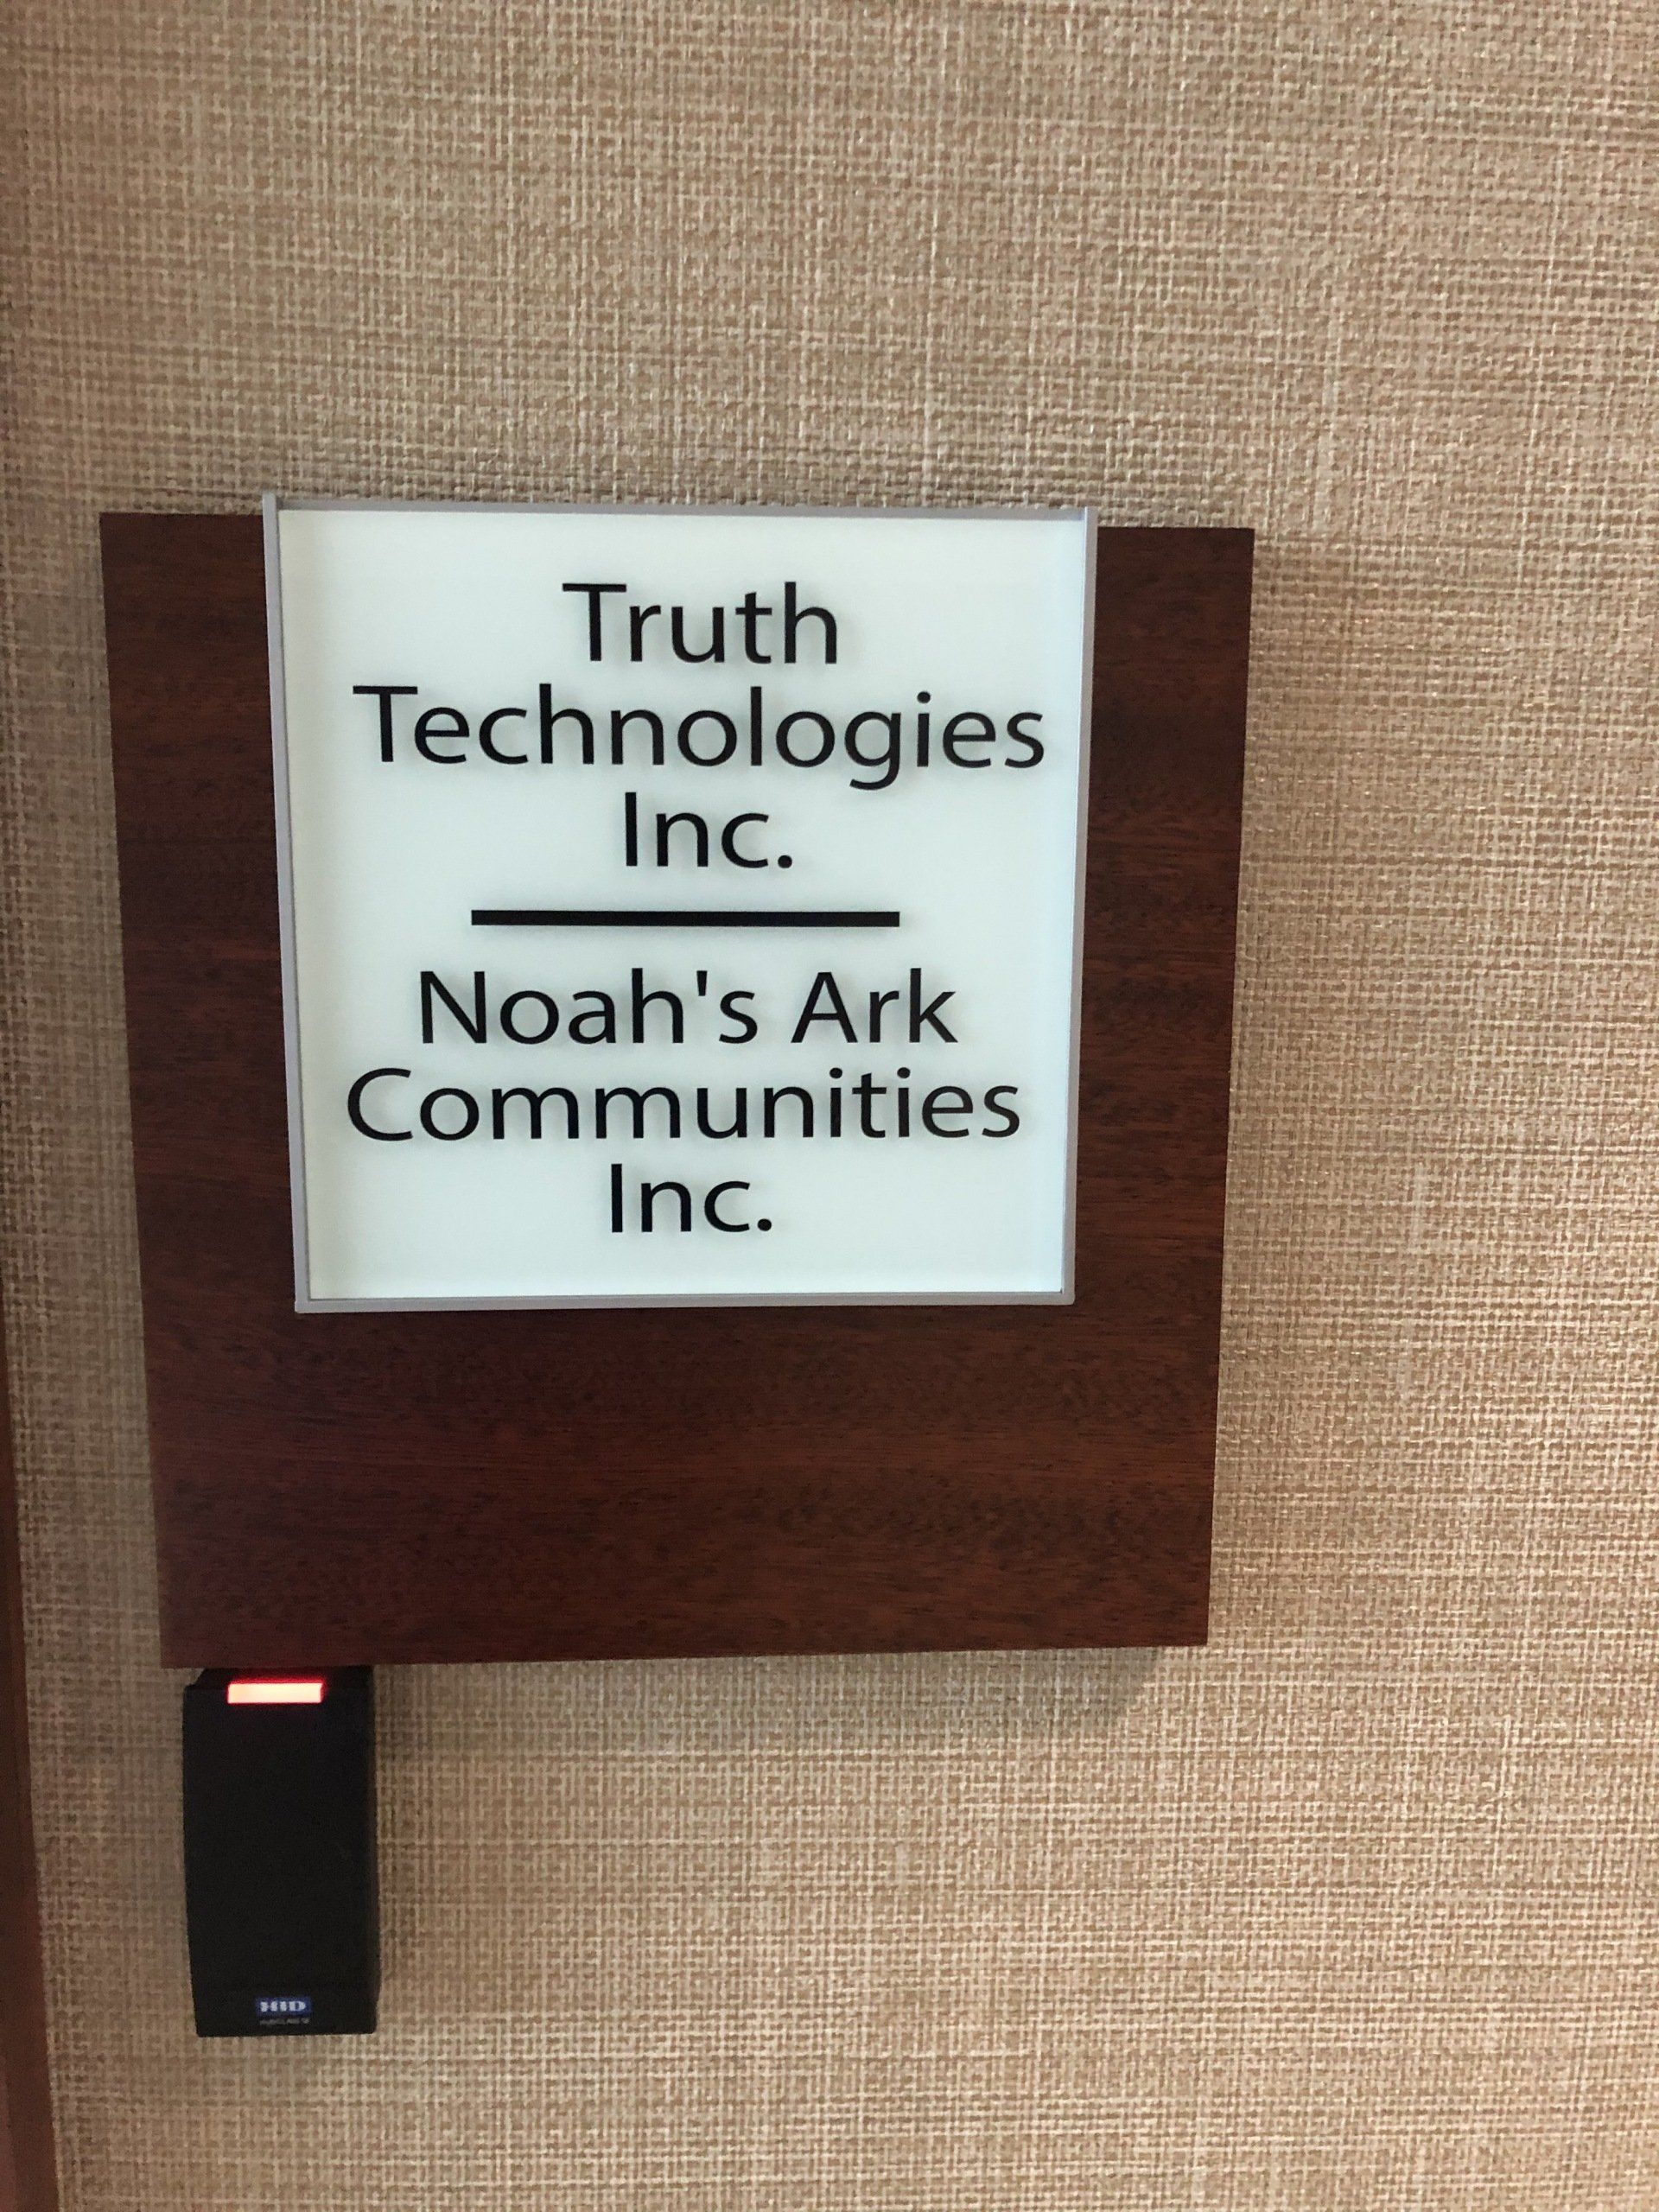 Truth
Technologies
Inc.
Noah's Ark
Communities
Inc.
HID